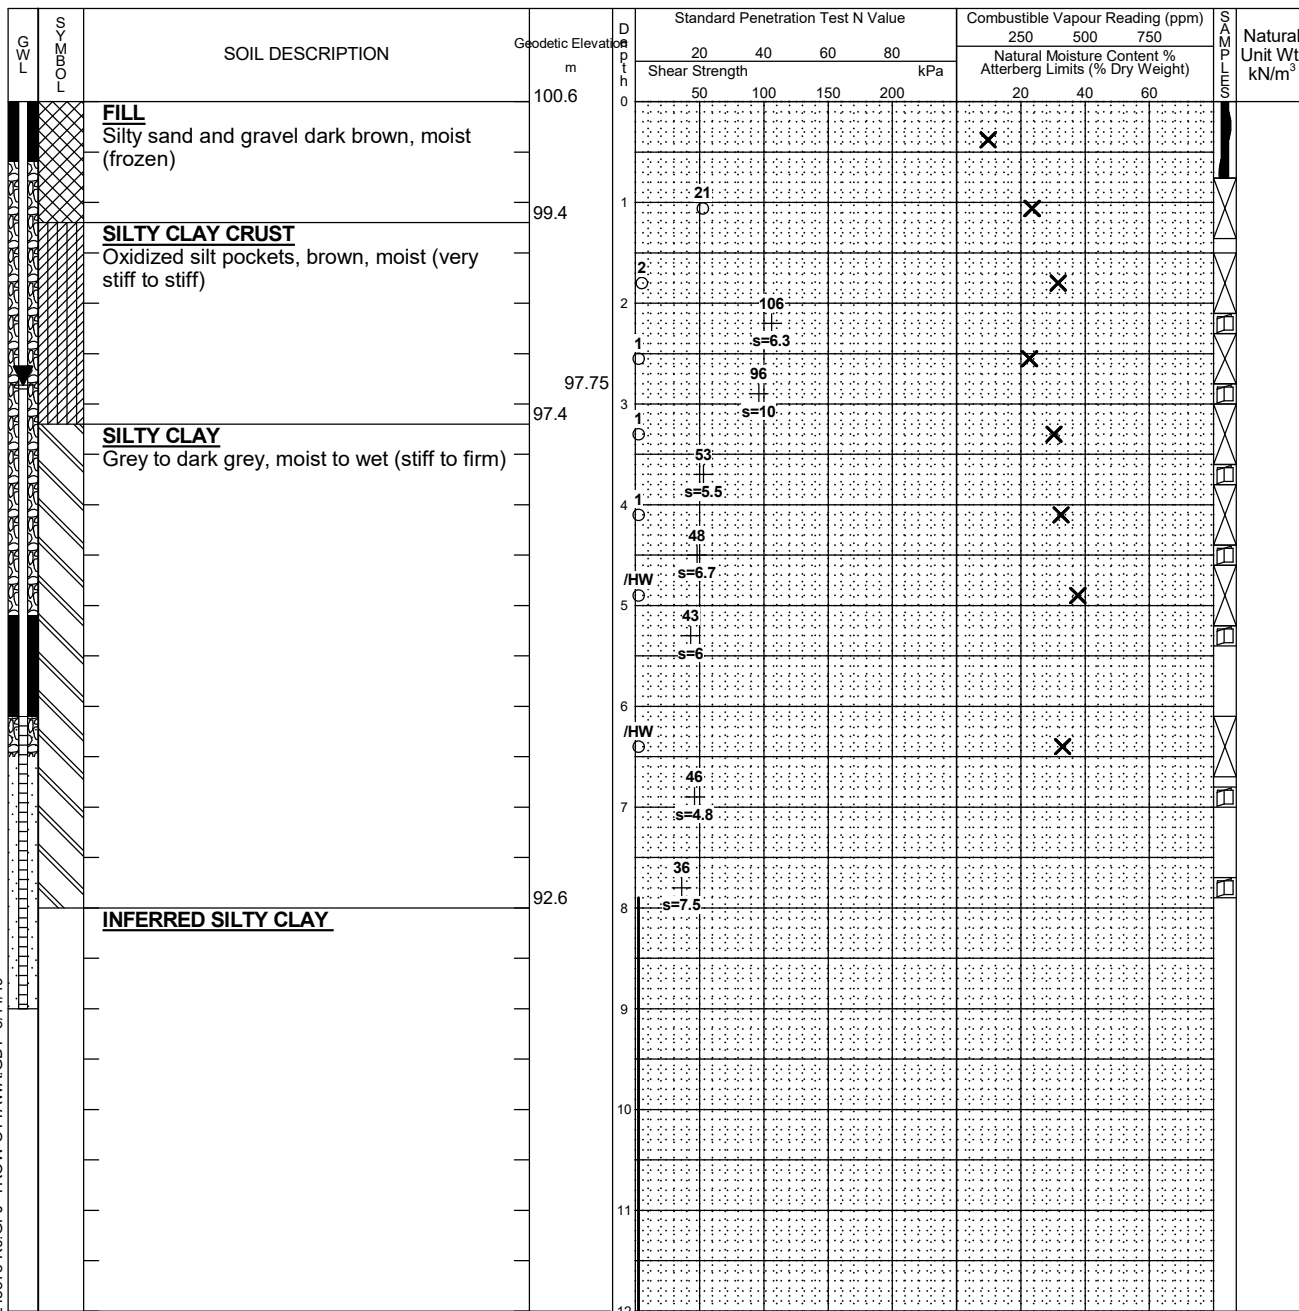 GWL
SYMBOL
SOIL DESCRIPTION
Geodetic Elevation
m
Depth
Standard Penetration Test N Value
20 40 60 80
Shear Strength kPa
50 100 150 200
Combustible Vapour Reading (ppm)
250 500 750
Natural Moisture Content %
Atterberg Limits (% Dry Weight)
20 40 60
SAMPLES
Natural
Unit Wt.
kN/m³
100.6
0
FILL
Silty sand and gravel dark brown, moist
(frozen)
21
1
99.4
SILTY CLAY CRUST
Oxidized silt pockets, brown, moist (very
stiff to stiff)
2
2
106
s=6.3
1
97.75
96
s=10
3
97.4
1
SILTY CLAY
Grey to dark grey, moist to wet (stiff to firm)
53
s=5.5
4
1
48
s=6.7
/HW
5
43
s=6
6
/HW
46
7
s=4.8
36
s=7.5
92.6
8
INFERRED SILTY CLAY
9
10
11